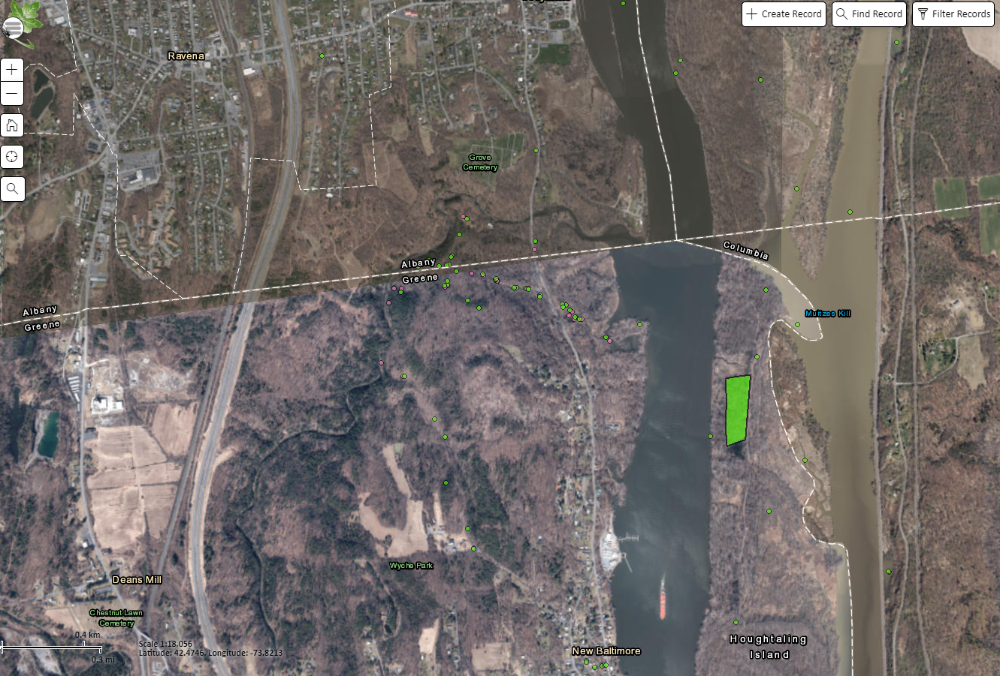 Create Record
Find Record
Filter Records
Ravena
Grove
Cemetery
Columbia
Albany
Greene
Albany
Greene
Muitzes Kill
Wyche Park
Deans Mill
Chestnut Lawn
Cemetery
0.4 km
0.3 mi
Scale 1:18,056
Latitude: 42.4746, Longitude: -73.8213
New Baltimore
Houghtaling
Island